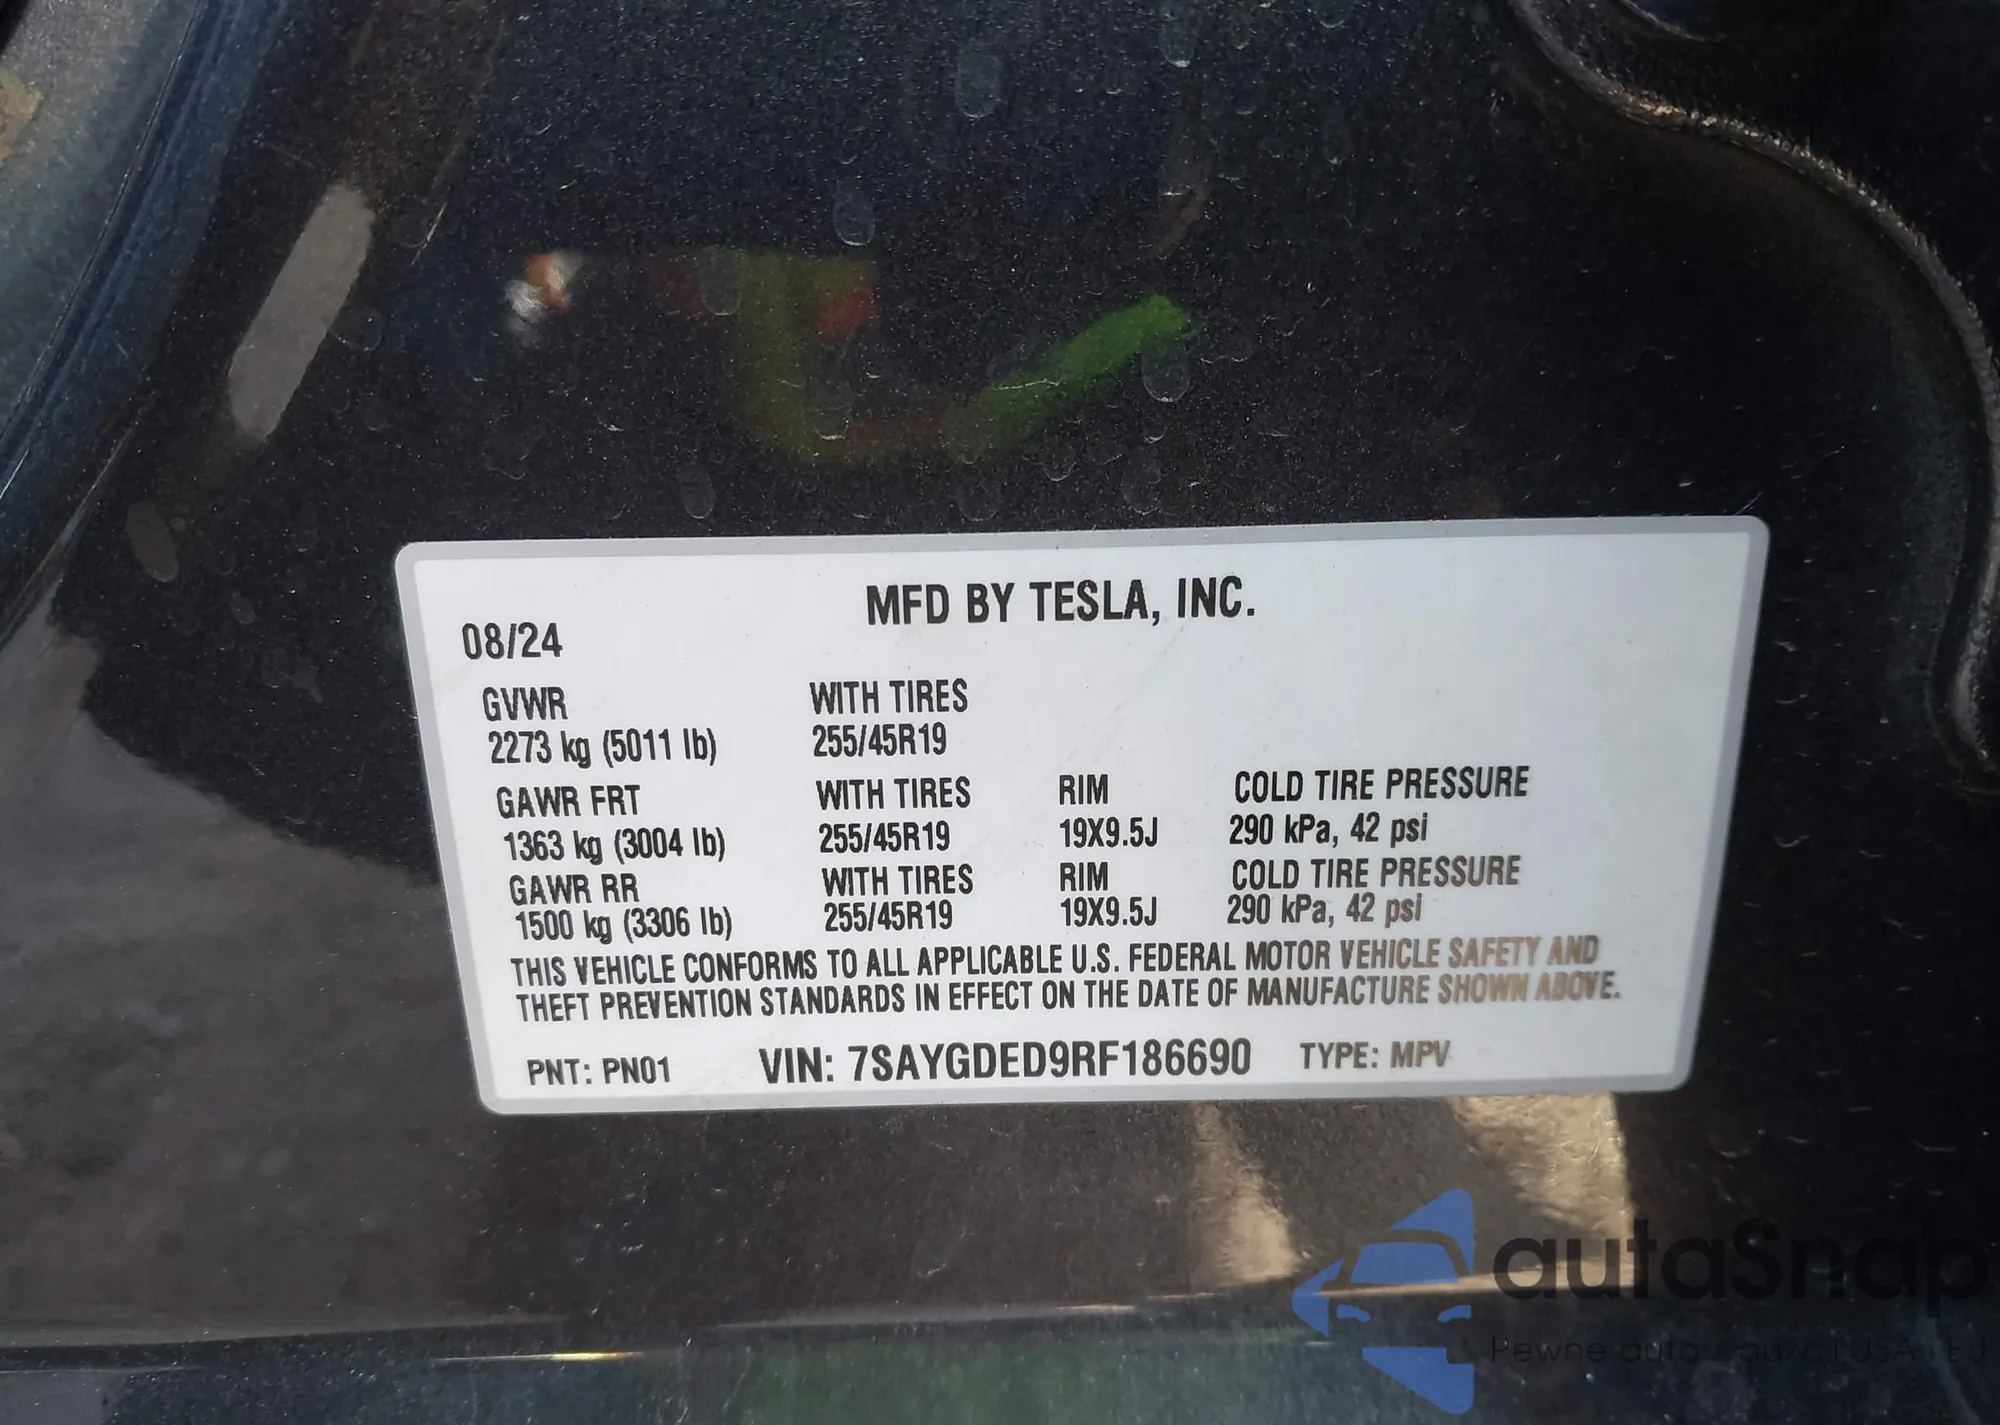 MFD BY TESLA, INC.
08/24
GVWR WITH TIRES
2273 kg (5011 lb) 255/45R19
GAWR FRT WITH TIRES RIM COLD TIRE PRESSURE
1363 kg (3004 lb) 255/45R19 19X9.5J 290 kPa, 42 psi
GAWR RR WITH TIRES RIM COLD TIRE PRESSURE
1500 kg (3306 lb) 255/45R19 19X9.5J 290 kPa, 42 psi
THIS VEHICLE CONFORMS TO ALL APPLICABLE U.S. FEDERAL MOTOR VEHICLE SAFETY AND
THEFT PREVENTION STANDARDS IN EFFECT ON THE DATE OF MANUFACTURE SHOWN ABOVE.
PNT: PN01 VIN: 7SAYGDED9RF186690 TYPE: MPV
autaSnap
Pewne auto USA EU